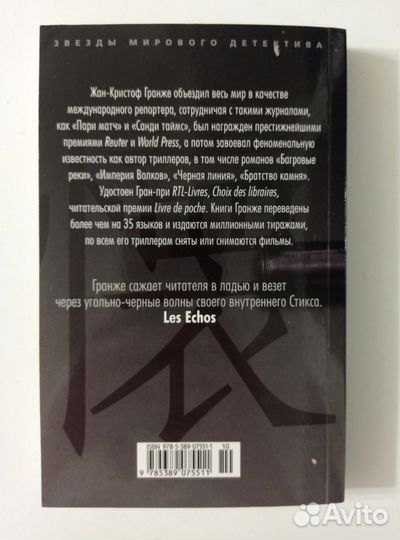 ЗВЕЗДЫ МИРОВОГО ДЕТЕКТИВА
Жан-Кристоф Гранже объездил весь мир в качестве
международного репортера, сотрудничая с такими журналами,
как «Пари матч» и «Санди таймс», был награжден престижнейшими
премиями Reuter и World Press, а потом завоевал феноменальную
известность как автор триллеров, в том числе романов «Багровые
реки», «Империя Волков», «Черная линия», «Братство камня».
Удостоен Гран-при RTL-Livres, Choix des libraires,
читательской премии Livre de poche. Книги Гранже переведены
более чем на 35 языков и издаются миллионными тиражами,
по всем его триллерам сняты или снимаются фильмы.
Гранже сажает читателя в ладью и везет
через угольно-черные волны своего внутреннего Стикса.
Les Echos
ISBN 978-5-389-07551-1
10
9 785389 075511
Avito